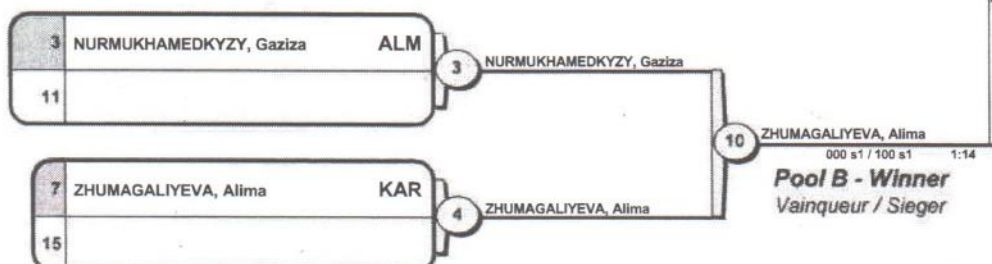 3 NURMUKHAMEDKYZY, Gaziza ALM
11
3 NURMUKHAMEDKYZY, Gaziza
7 ZHUMAGALIYEVA, Alima KAR
15
4 ZHUMAGALIYEVA, Alima
10 ZHUMAGALIYEVA, Alima
000 s1 / 100 s1 1:14
Pool B - Winner
Vainqueur / Sieger